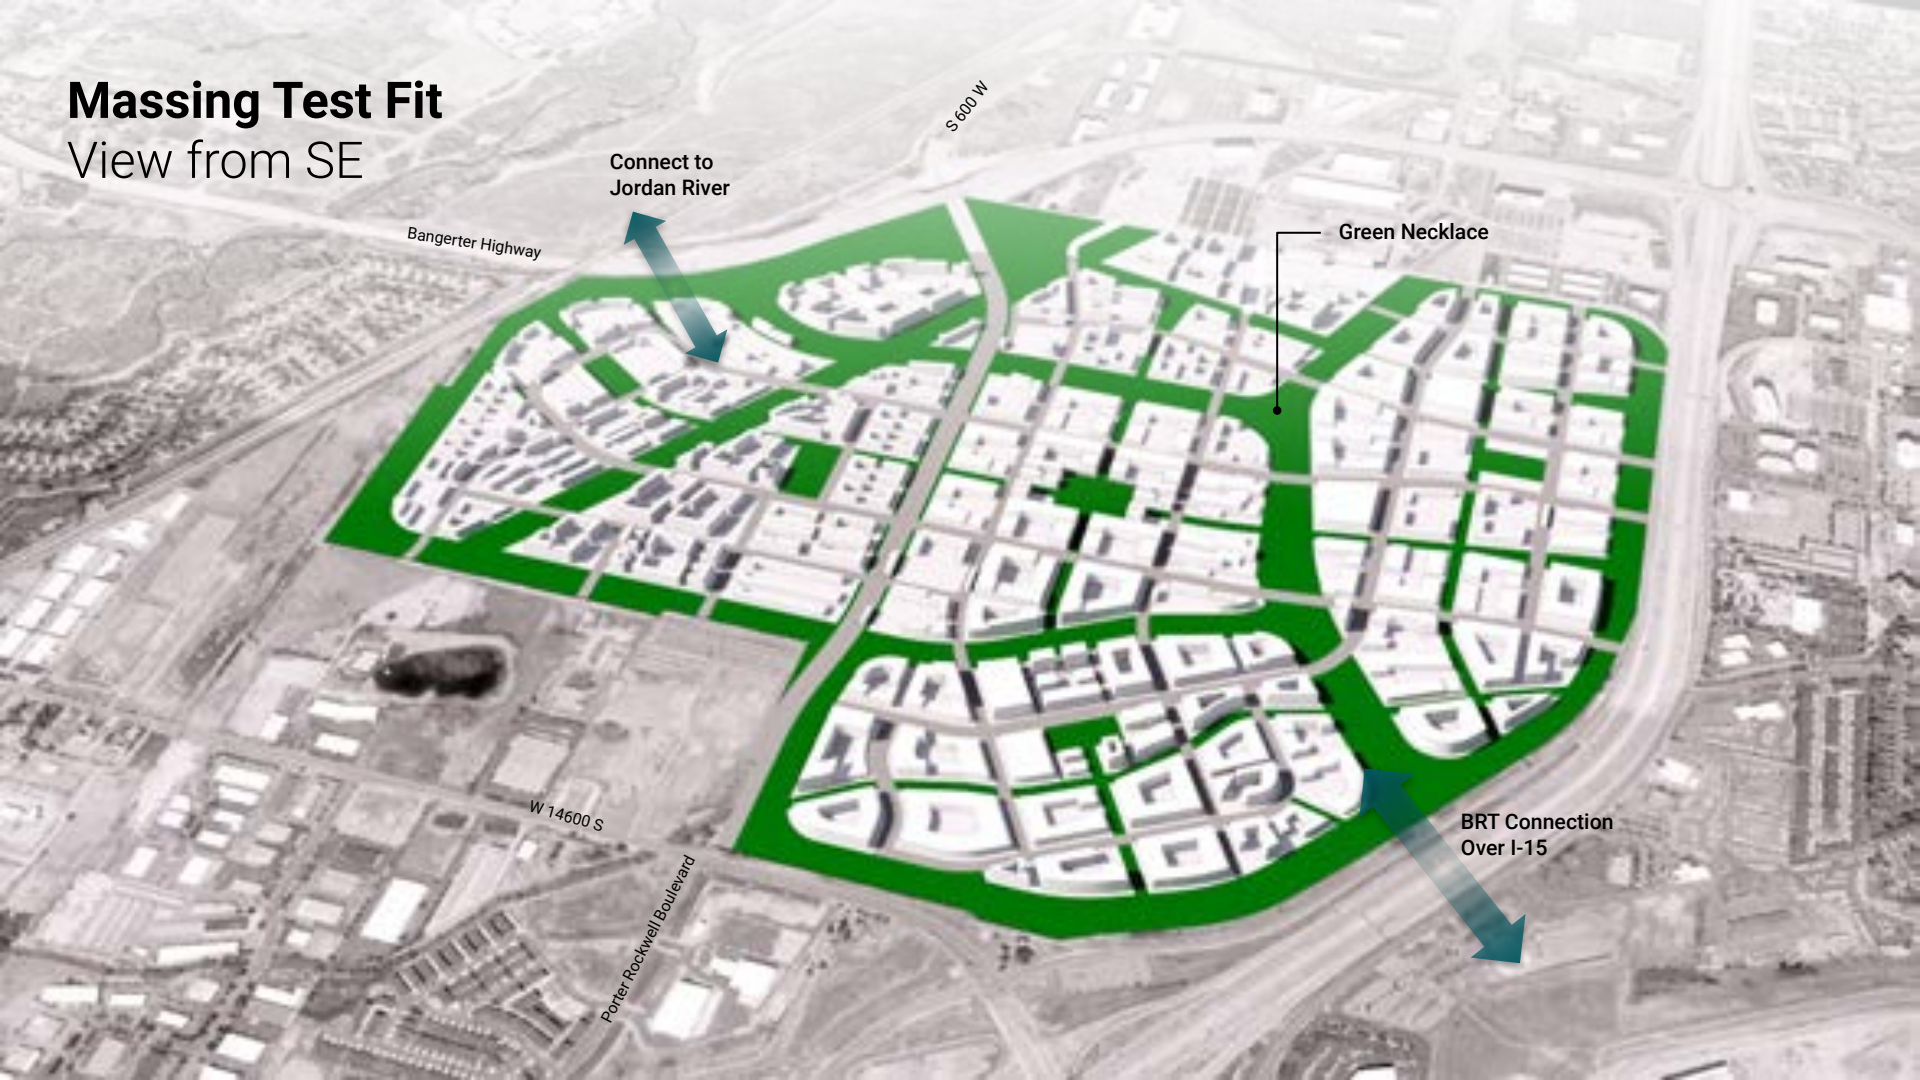 Massing Test Fit
View from SE
S 600 W
Connect to
Jordan River
Bangerter Highway
Green Necklace
W 14600 S
BRT Connection
Over I-15
Porter Rockwell Boulevard